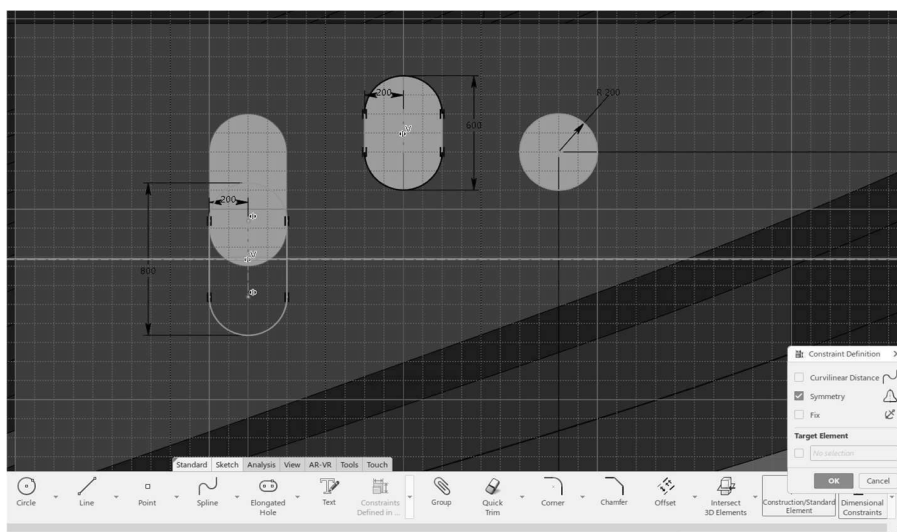 200
R 200
600
200
800
V
V
Constraint Definition
Curvilinear Distance
Symmetry
Fix
Target Element
No selection
OK
Cancel
Standard Sketch Analysis View AR-VR Tools Touch
Circle
Line
Point
Spline
Elongated
Hole
Text
Constraints
Defined in ...
Group
Quick
Trim
Corner
Chamfer
Offset
Intersect
3D Elements
Construction/Standard
Element
Dimensional
Constraints